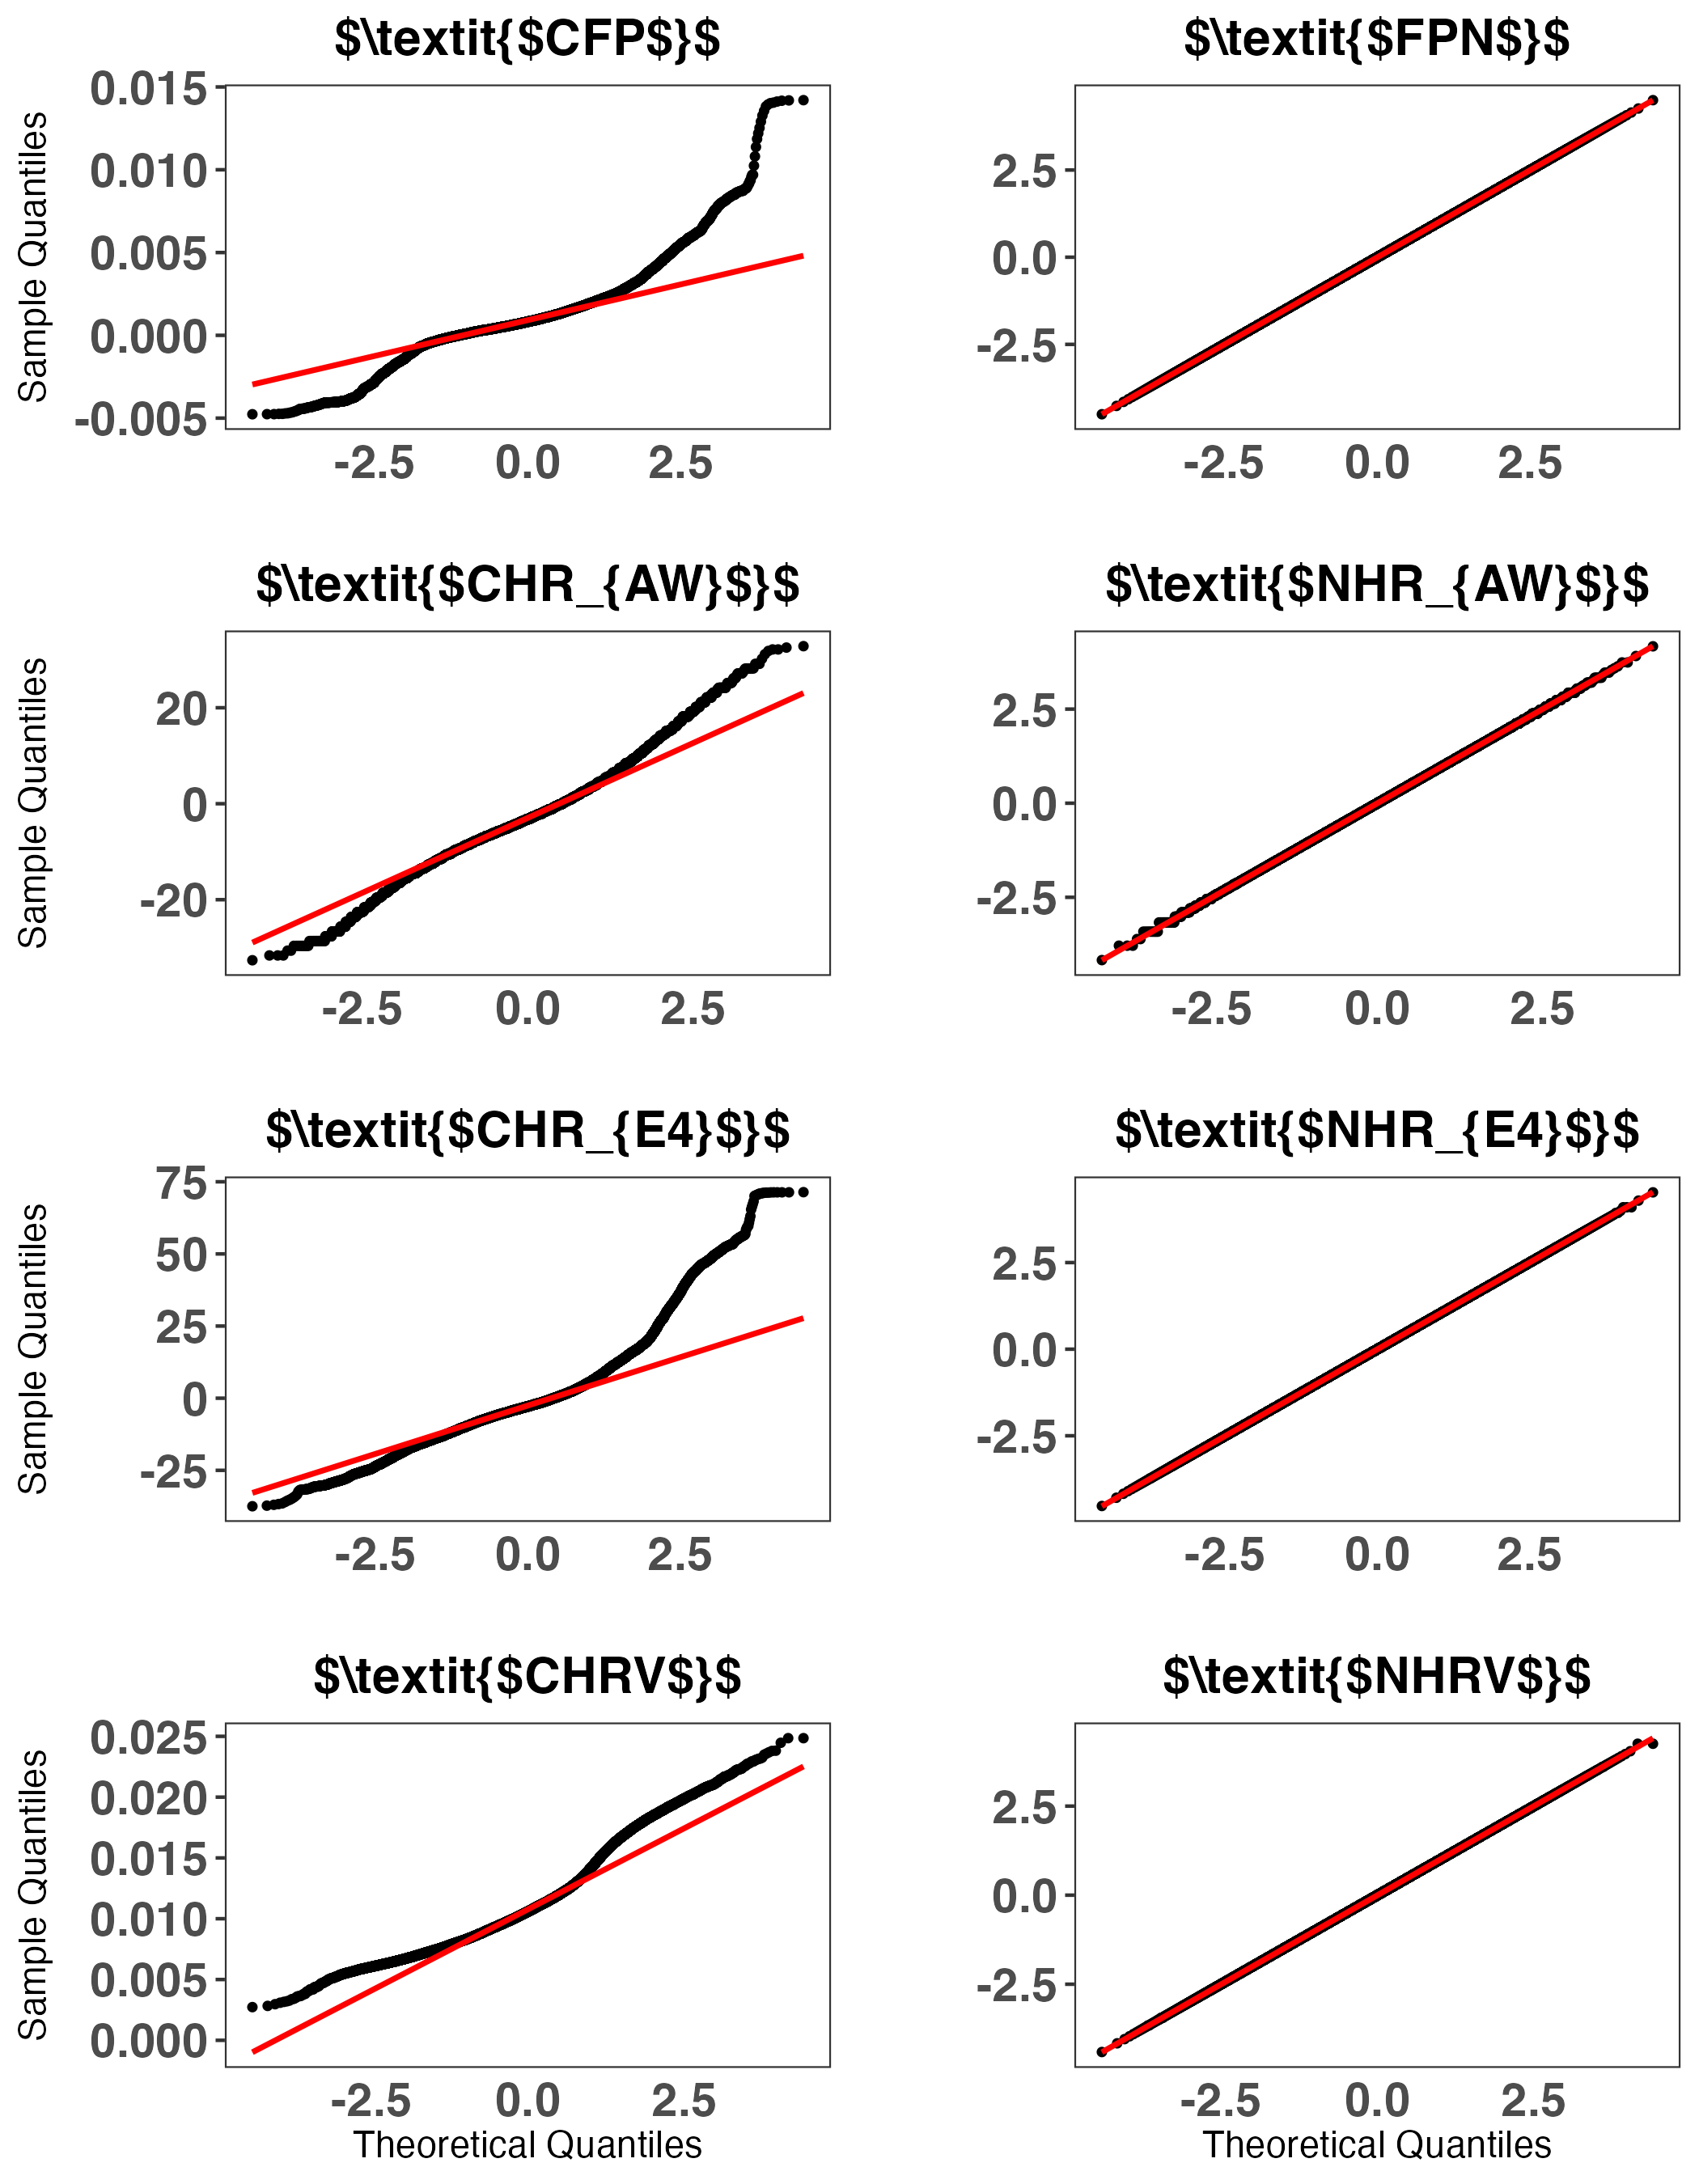 $\textit{$CFP$}$
$\textit{$FPN$}$
Sample Quantiles
0.015
0.010
0.005
0.000
-0.005
-2.5 0.0 2.5
2.5
0.0
-2.5
-2.5 0.0 2.5
$\textit{$CHR_{AW}$}$
$\textit{$NHR_{AW}$}$
Sample Quantiles
20
0
-20
-2.5 0.0 2.5
2.5
0.0
-2.5
-2.5 0.0 2.5
$\textit{$CHR_{E4}$}$
$\textit{$NHR_{E4}$}$
Sample Quantiles
75
50
25
0
-25
-2.5 0.0 2.5
2.5
0.0
-2.5
-2.5 0.0 2.5
$\textit{$CHRV$}$
$\textit{$NHRV$}$
Sample Quantiles
0.025
0.020
0.015
0.010
0.005
0.000
-2.5 0.0 2.5
Theoretical Quantiles
2.5
0.0
-2.5
-2.5 0.0 2.5
Theoretical Quantiles